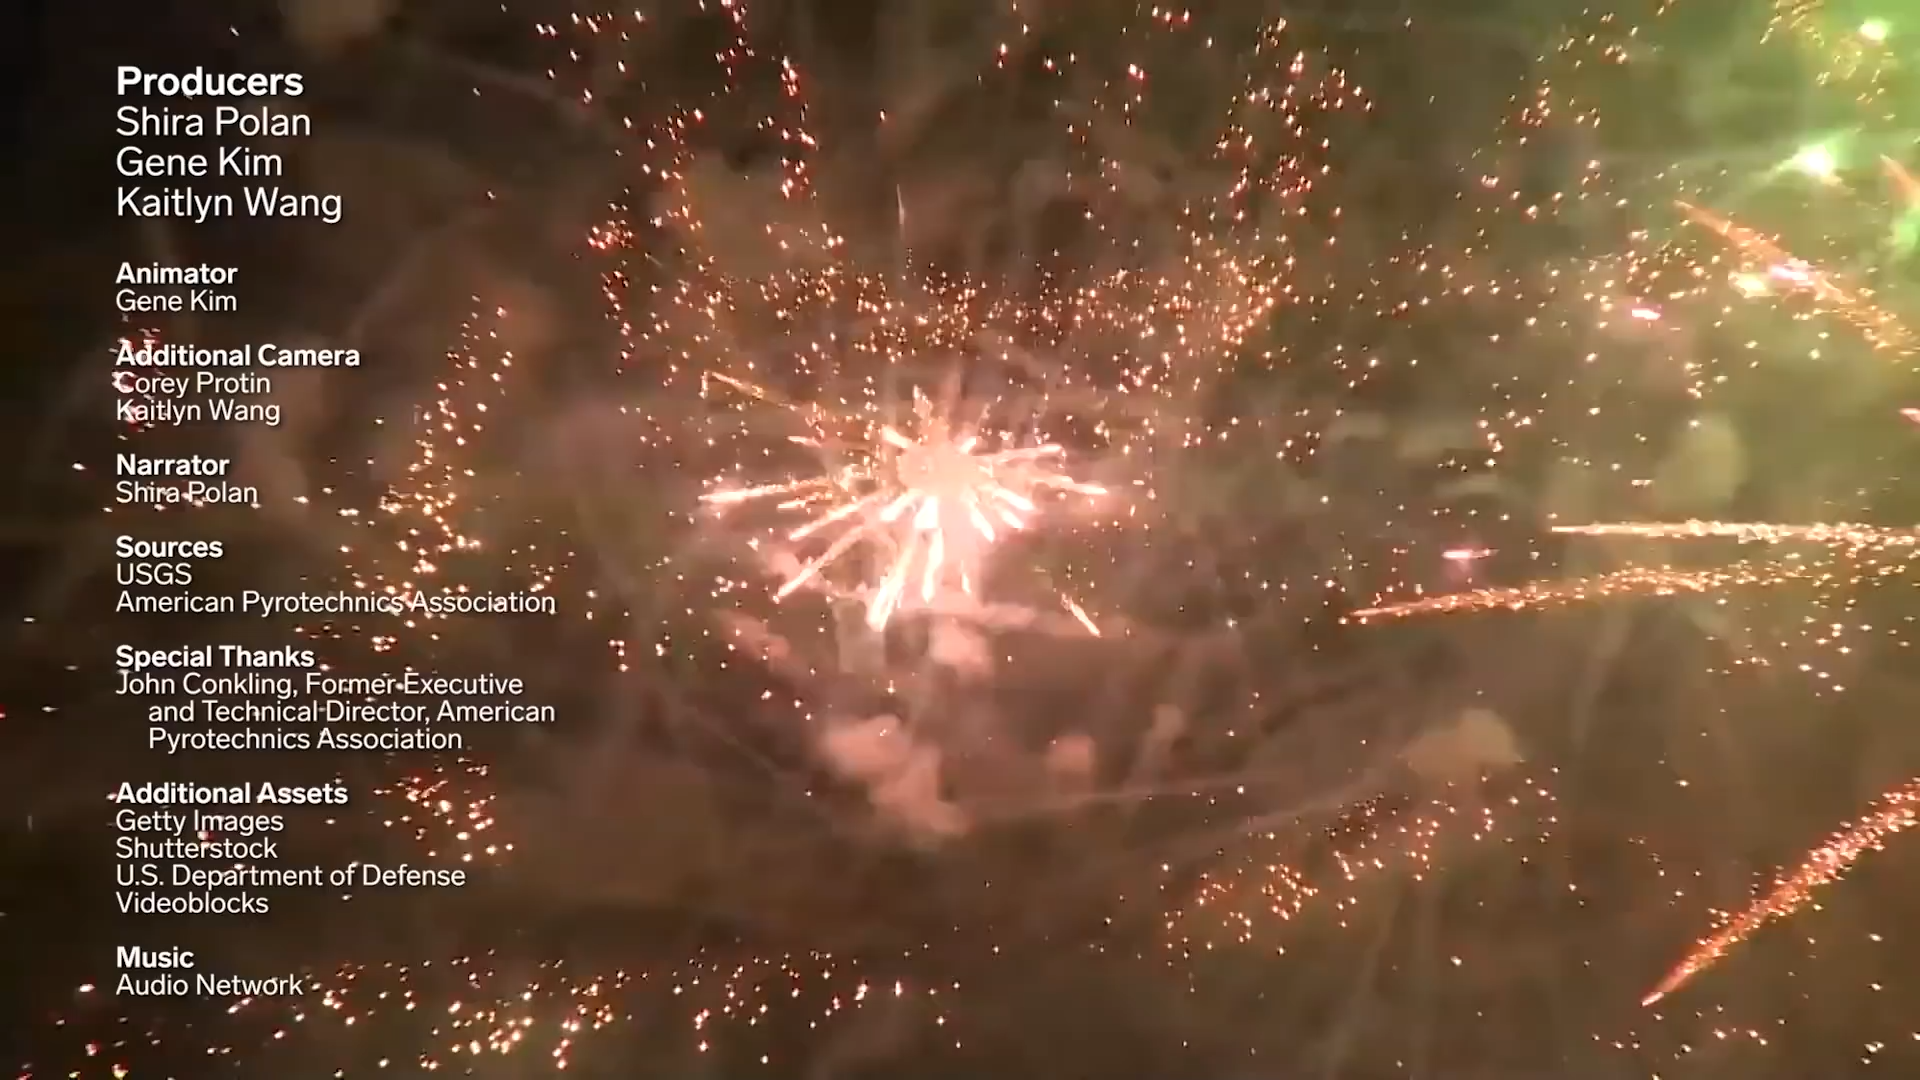 Producers
Shira Polan
Gene Kim
Kaitlyn Wang
Animator
Gene Kim
Additional Camera
Corey Protin
Kaitlyn Wang
Narrator
Shira Polan
Sources
USGS
American Pyrotechnics Association
Special Thanks
John Conkling, Former Executive
and Technical Director, American
Pyrotechnics Association
Additional Assets
Getty Images
Shutterstock
U.S. Department of Defense
Videoblocks
Music
Audio Network